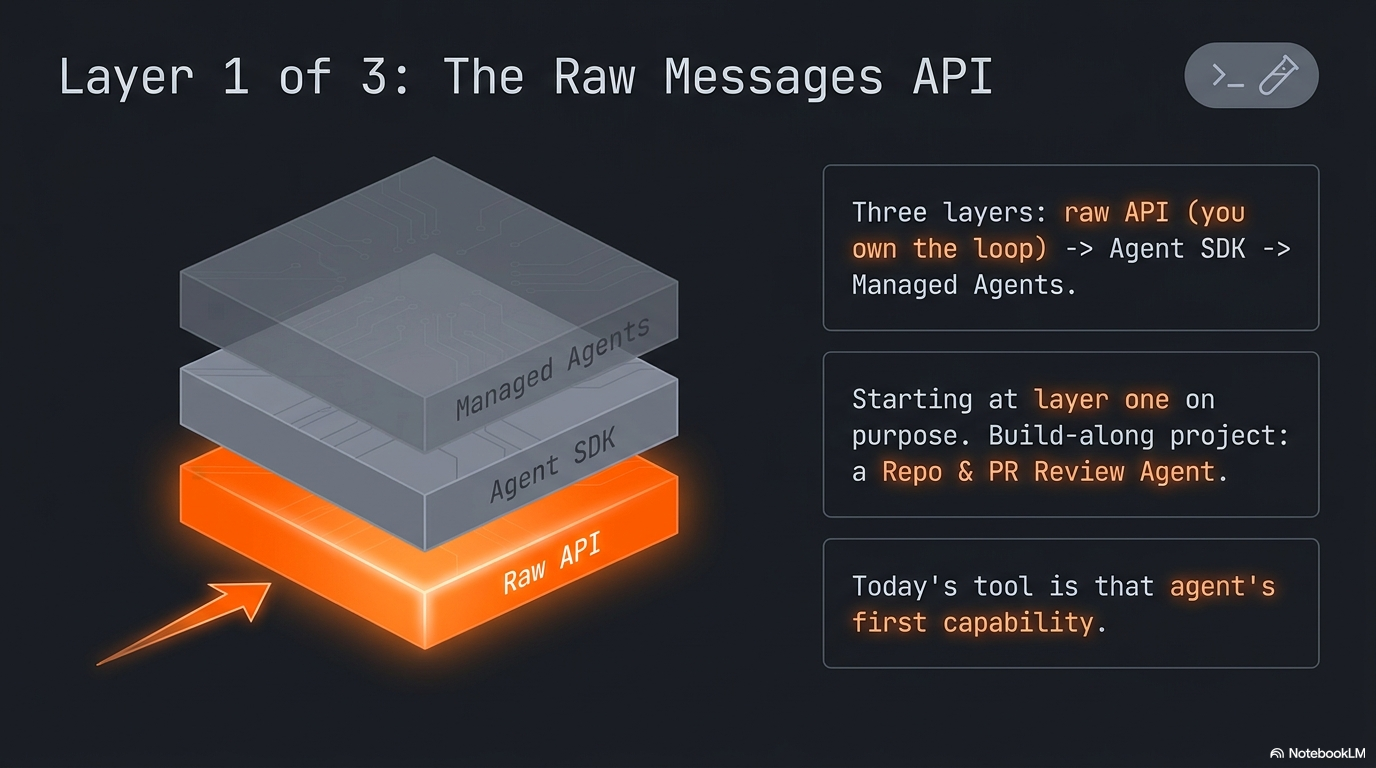 Layer 1 of 3: The Raw Messages API
>_
Managed Agents
Agent SDK
Raw API
Three layers: raw API (you
own the loop) -> Agent SDK ->
Managed Agents.
Starting at layer one on
purpose. Build-along project:
a Repo & PR Review Agent.
Today's tool is that agent's
first capability.
NotebookLM